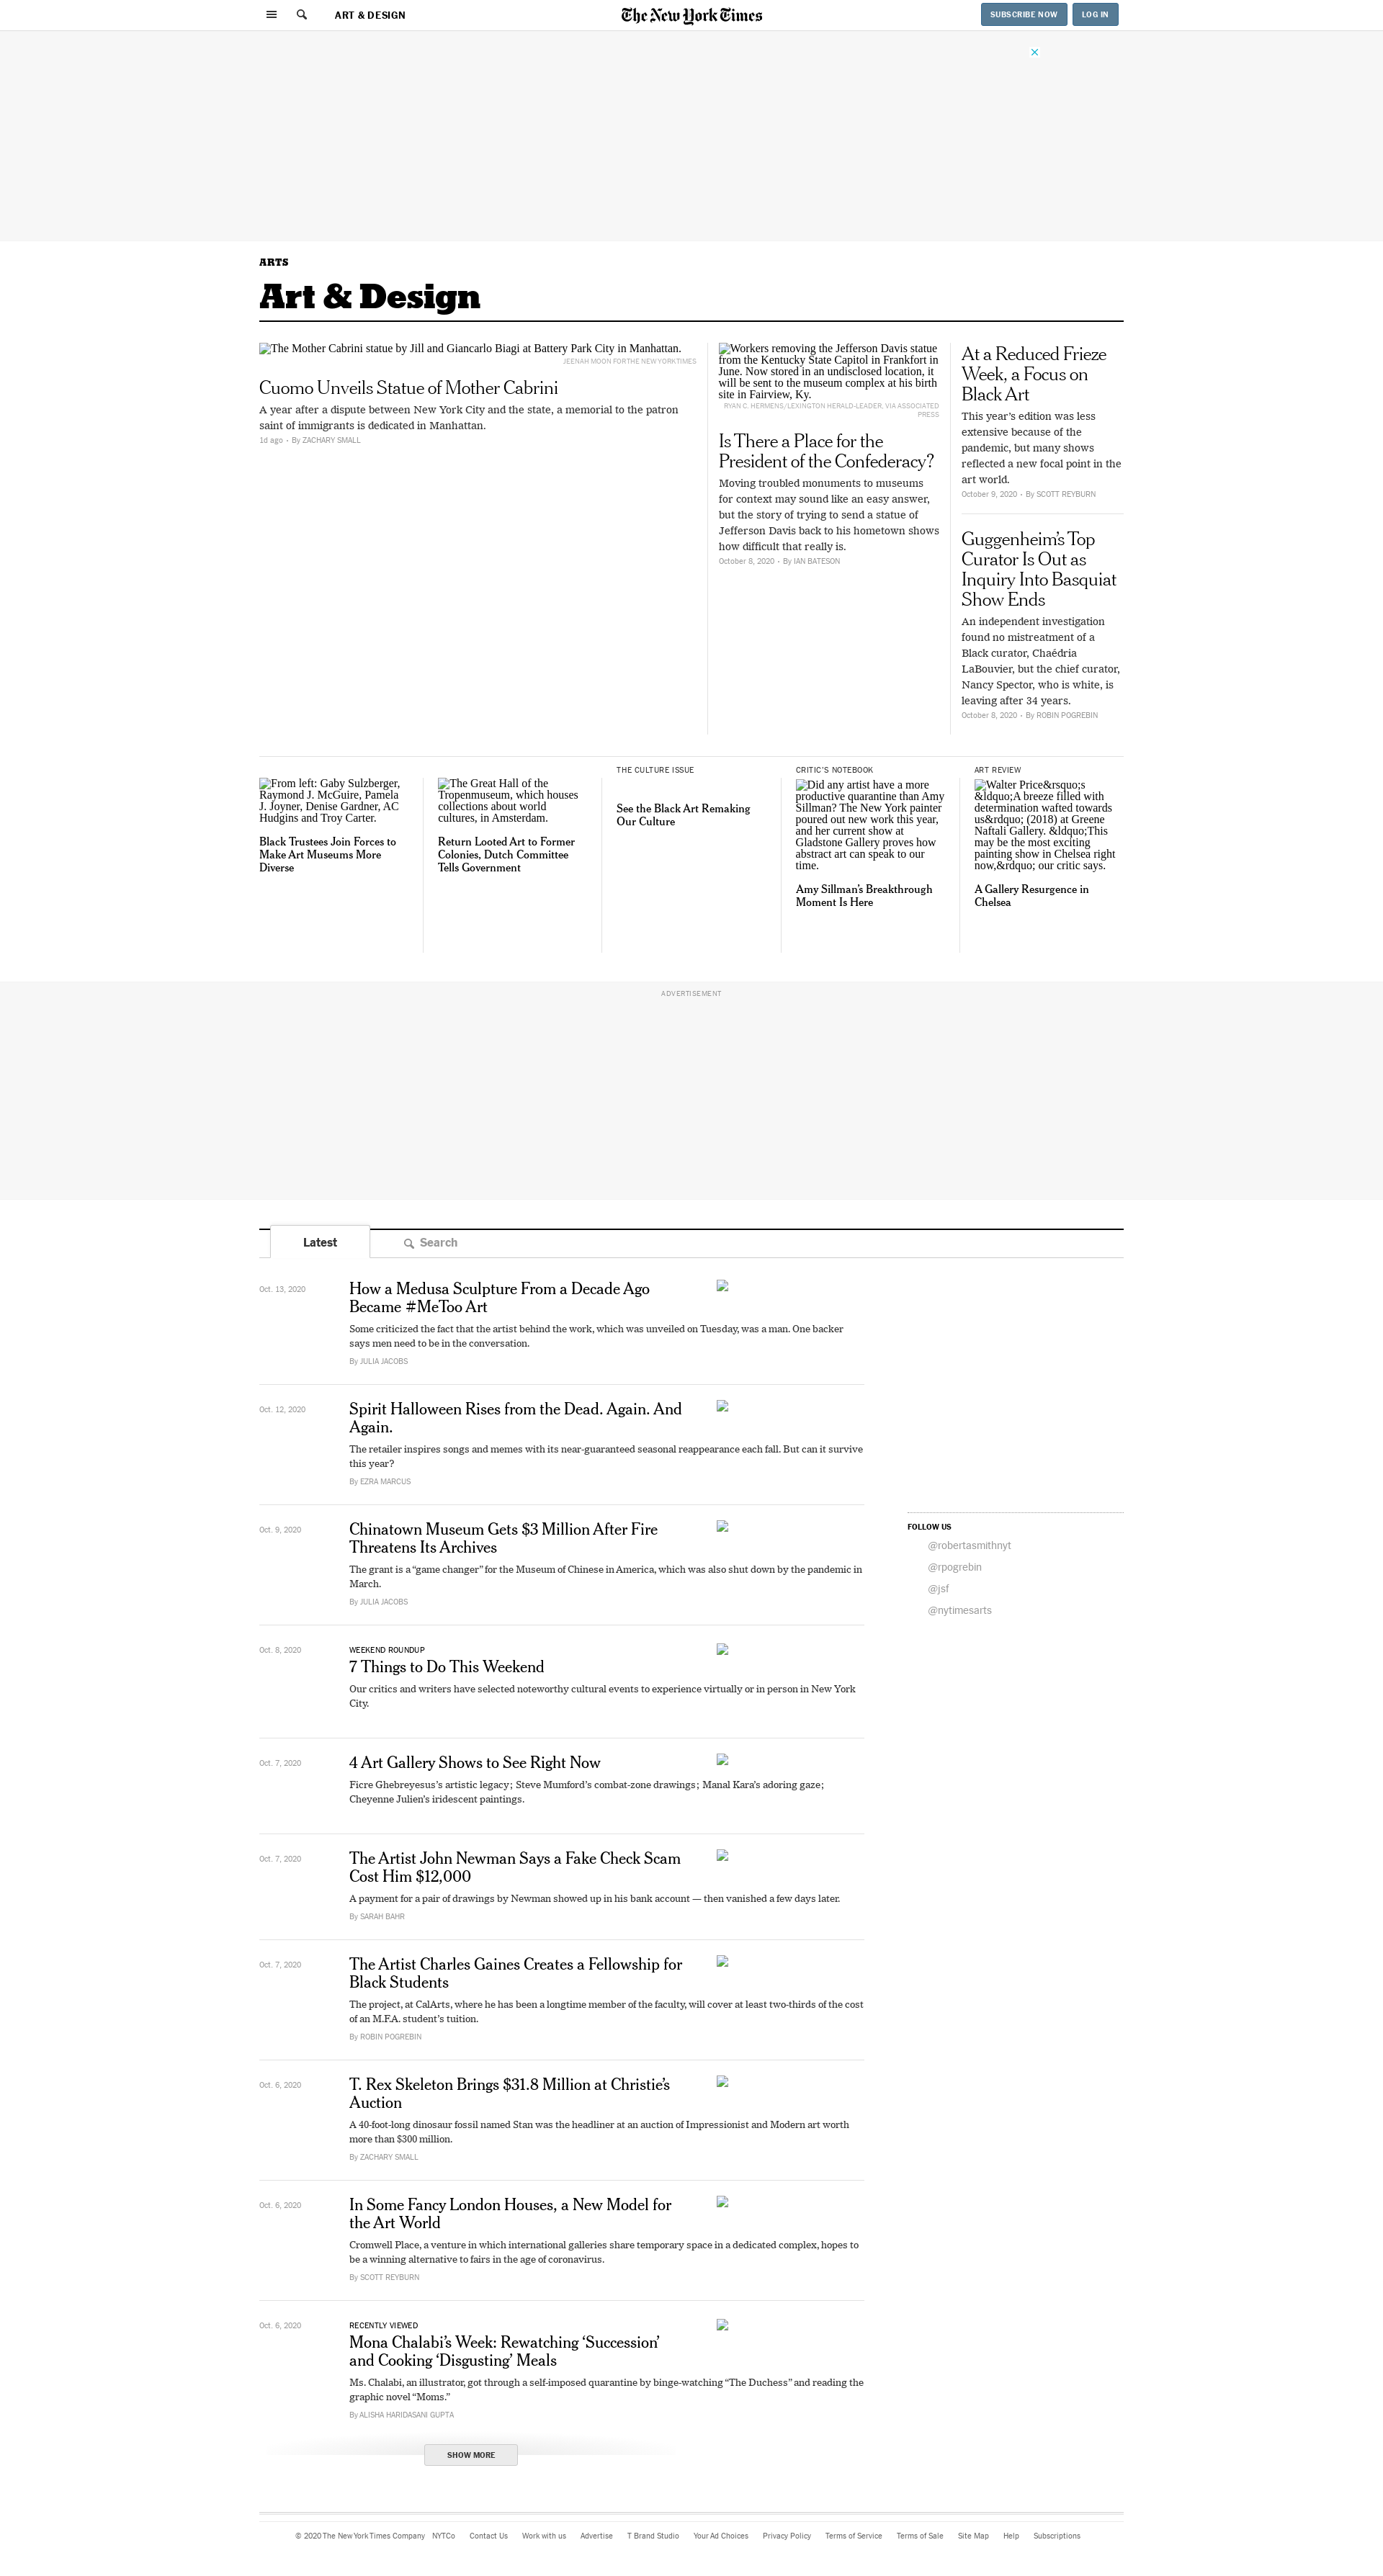 ART & DESIGN
The New York Times
SUBSCRIBE NOW
LOG IN
ARTS
Art & Design
The Mother Cabrini statue by Jill and Giancarlo Biagi at Battery Park City in Manhattan.
JEENAH MOON FOR THE NEW YORK TIMES
Cuomo Unveils Statue of Mother Cabrini
A year after a dispute between New York City and the state, a memorial to the patron
saint of immigrants is dedicated in Manhattan.
1d ago • By ZACHARY SMALL
Workers removing the Jefferson Davis statue
from the Kentucky State Capitol in Frankfort in
June. Now stored in an undisclosed location, it
will be sent to the museum complex at his birth
site in Fairview, Ky.
RYAN C. HERMENS/LEXINGTON HERALD-LEADER, VIA ASSOCIATED
PRESS
Is There a Place for the
President of the Confederacy?
Moving troubled monuments to museums
for context may sound like an easy answer,
but the story of trying to send a statue of
Jefferson Davis back to his hometown shows
how difficult that really is.
October 8, 2020 • By IAN BATESON
At a Reduced Frieze
Week, a Focus on
Black Art
This year’s edition was less
extensive because of the
pandemic, but many shows
reflected a new focal point in the
art world.
October 9, 2020 • By SCOTT REYBURN
Guggenheim’s Top
Curator Is Out as
Inquiry Into Basquiat
Show Ends
An independent investigation
found no mistreatment of a
Black curator, Chaédria
LaBouvier, but the chief curator,
Nancy Spector, who is white, is
leaving after 34 years.
October 8, 2020 • By ROBIN POGREBIN
From left: Gaby Sulzberger,
Raymond J. McGuire, Pamela
J. Joyner, Denise Gardner, AC
Hudgins and Troy Carter.
Black Trustees Join Forces to
Make Art Museums More
Diverse
The Great Hall of the
Tropenmuseum, which houses
collections about world
cultures, in Amsterdam.
Return Looted Art to Former
Colonies, Dutch Committee
Tells Government
THE CULTURE ISSUE
See the Black Art Remaking
Our Culture
CRITIC’S NOTEBOOK
Did any artist have a more
productive quarantine than Amy
Sillman? The New York painter
poured out new work this year,
and her current show at
Gladstone Gallery proves how
abstract art can speak to our
time.
Amy Sillman’s Breakthrough
Moment Is Here
ART REVIEW
Walter Price&rsquo;s
&ldquo;A breeze filled with
determination wafted towards
us&rdquo; (2018) at Greene
Naftali Gallery. &ldquo;This
may be the most exciting
painting show in Chelsea right
now,&rdquo; our critic says.
A Gallery Resurgence in
Chelsea
ADVERTISEMENT
Latest
Search
Oct. 13, 2020
How a Medusa Sculpture From a Decade Ago
Became #MeToo Art
Some criticized the fact that the artist behind the work, which was unveiled on Tuesday, was a man. One backer
says men need to be in the conversation.
By JULIA JACOBS
Oct. 12, 2020
Spirit Halloween Rises from the Dead. Again. And
Again.
The retailer inspires songs and memes with its near-guaranteed seasonal reappearance each fall. But can it survive
this year?
By EZRA MARCUS
Oct. 9, 2020
Chinatown Museum Gets $3 Million After Fire
Threatens Its Archives
The grant is a “game changer” for the Museum of Chinese in America, which was also shut down by the pandemic in
March.
By JULIA JACOBS
FOLLOW US
@robertasmithnyt
@rpogrebin
@jsf
@nytimesarts
Oct. 8, 2020
WEEKEND ROUNDUP
7 Things to Do This Weekend
Our critics and writers have selected noteworthy cultural events to experience virtually or in person in New York
City.
Oct. 7, 2020
4 Art Gallery Shows to See Right Now
Ficre Ghebreyesus’s artistic legacy; Steve Mumford’s combat-zone drawings; Manal Kara’s adoring gaze;
Cheyenne Julien’s iridescent paintings.
Oct. 7, 2020
The Artist John Newman Says a Fake Check Scam
Cost Him $12,000
A payment for a pair of drawings by Newman showed up in his bank account — then vanished a few days later.
By SARAH BAHR
Oct. 7, 2020
The Artist Charles Gaines Creates a Fellowship for
Black Students
The project, at CalArts, where he has been a longtime member of the faculty, will cover at least two-thirds of the cost
of an M.F.A. student’s tuition.
By ROBIN POGREBIN
Oct. 6, 2020
T. Rex Skeleton Brings $31.8 Million at Christie’s
Auction
A 40-foot-long dinosaur fossil named Stan was the headliner at an auction of Impressionist and Modern art worth
more than $300 million.
By ZACHARY SMALL
Oct. 6, 2020
In Some Fancy London Houses, a New Model for
the Art World
Cromwell Place, a venture in which international galleries share temporary space in a dedicated complex, hopes to
be a winning alternative to fairs in the age of coronavirus.
By SCOTT REYBURN
Oct. 6, 2020
RECENTLY VIEWED
Mona Chalabi’s Week: Rewatching ‘Succession’
and Cooking ‘Disgusting’ Meals
Ms. Chalabi, an illustrator, got through a self-imposed quarantine by binge-watching “The Duchess” and reading the
graphic novel “Moms.”
By ALISHA HARIDASANI GUPTA
SHOW MORE
© 2020 The New York Times Company NYTCo Contact Us Work with us Advertise T Brand Studio Your Ad Choices Privacy Policy Terms of Service Terms of Sale Site Map Help Subscriptions